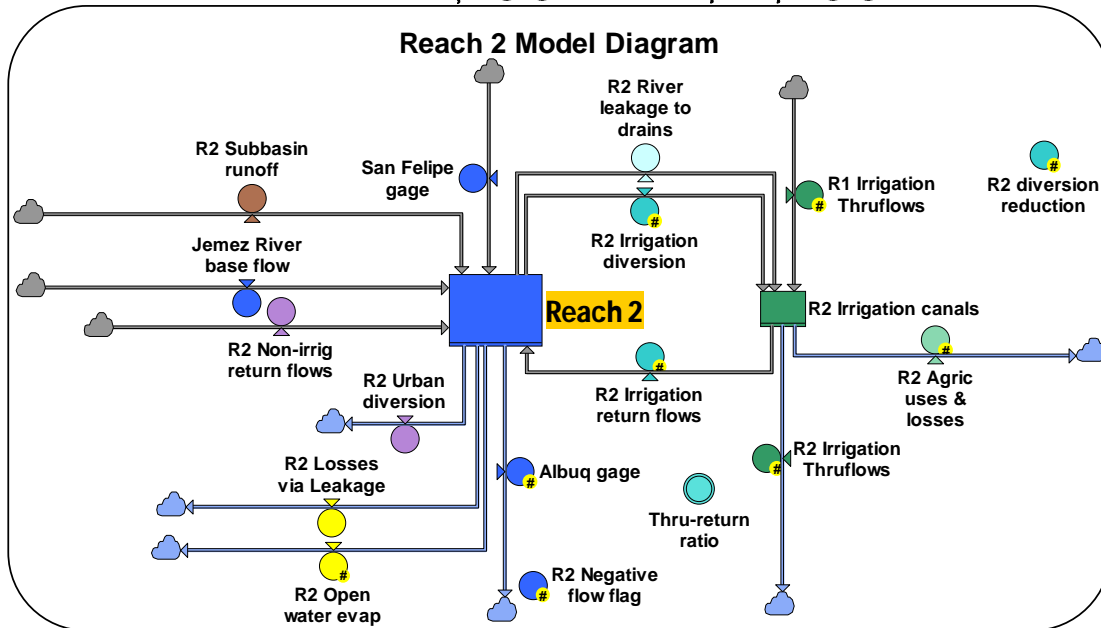 Reach 2 Model Diagram
R2 River
leakage to
drains
R2 Subbasin
runoff
San Felipe
gage
R1 Irrigation
Thruflows
#
#
R2 diversion
reduction
#
R2 Irrigation
diversion
Jemez River
base flow
Reach 2
R2 Irrigation canals
R2 Non-irrig
return flows
#
R2 Irrigation
return flows
#
R2 Agric
uses &
losses
R2 Urban
diversion
R2 Losses
via Leakage
Albuq gage
#
R2 Irrigation
Thruflows
#
Thru-return
ratio
#
R2 Open
water evap
R2 Negative
flow flag
#